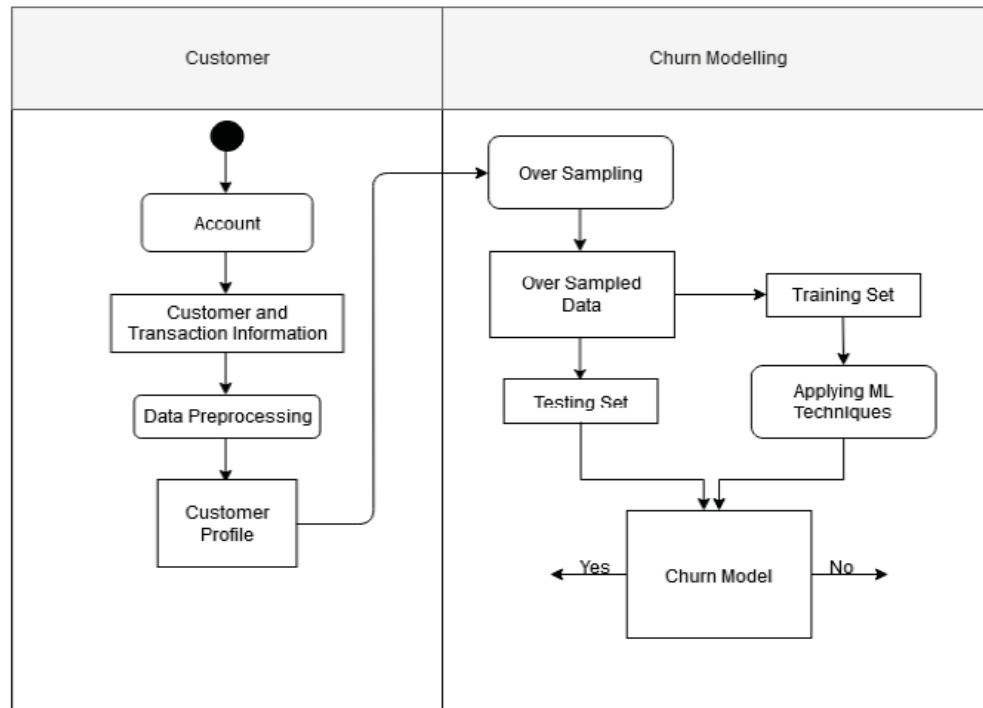 Customer
Churn Modelling
Account
Customer and
Transaction Information
Data Preprocessing
Customer
Profile
Over Sampling
Over Sampled
Data
Training Set
Testing Set
Applying ML
Techniques
Yes
Churn Model
No